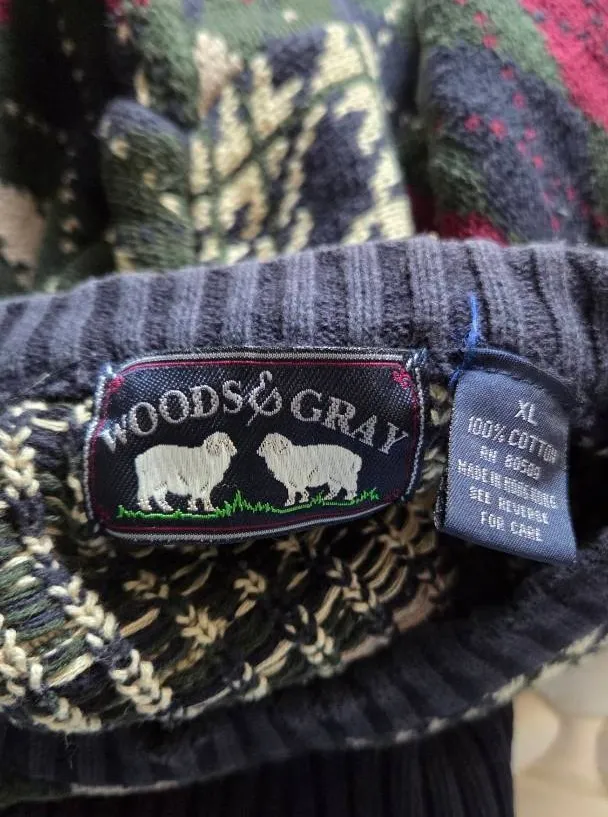 WOODS & GRAY
XL
100% COTTON
RN 80500
MADE IN HONG KONG
SEE REVERSE
FOR CARE